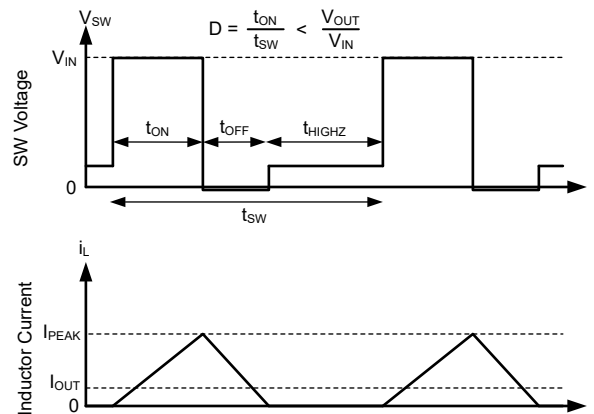 V_SW
D = t_ON / t_SW < V_OUT / V_IN
V_IN
SW Voltage
t_ON
t_OFF
t_HIGHZ
0
t_SW
i_L
Inductor Current
I_PEAK
I_OUT
0